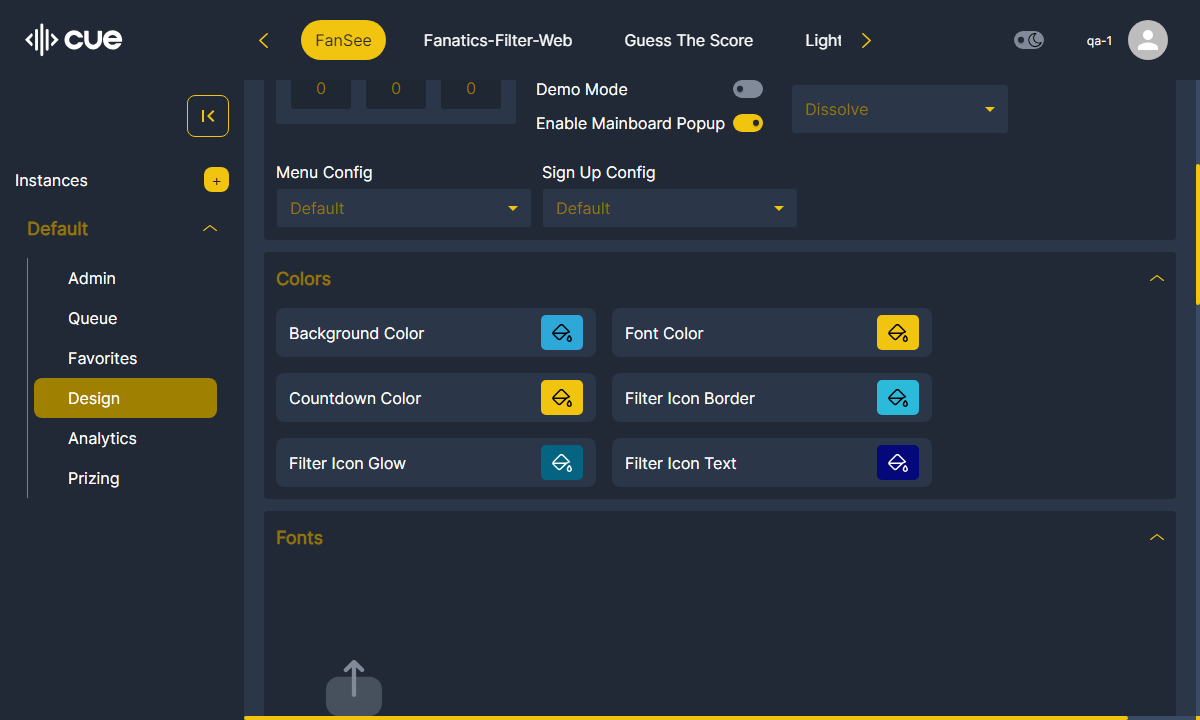 cue
FanSee
Fanatics-Filter-Web
Guess The Score
Light
qa-1
Instances
+
Default
Admin
Queue
Favorites
Design
Analytics
Prizing
0
0
0
Demo Mode
Enable Mainboard Popup
Dissolve
Menu Config
Sign Up Config
Default
Default
Colors
Background Color
Font Color
Countdown Color
Filter Icon Border
Filter Icon Glow
Filter Icon Text
Fonts